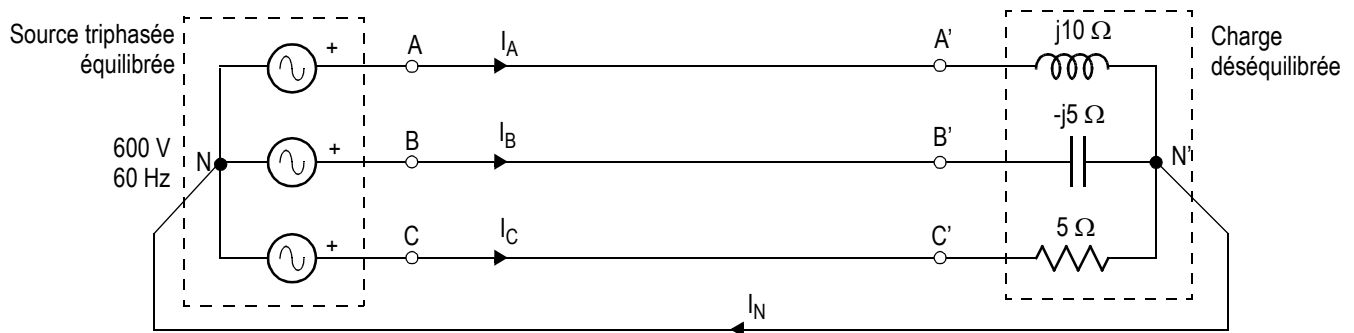 Source triphasée
équilibrée
600 V
60 Hz
N
+
A
I_A
A'
j10 Ω
Charge
déséquilibrée
+
B
I_B
B'
-j5 Ω
N'
+
C
I_C
C'
5 Ω
I_N